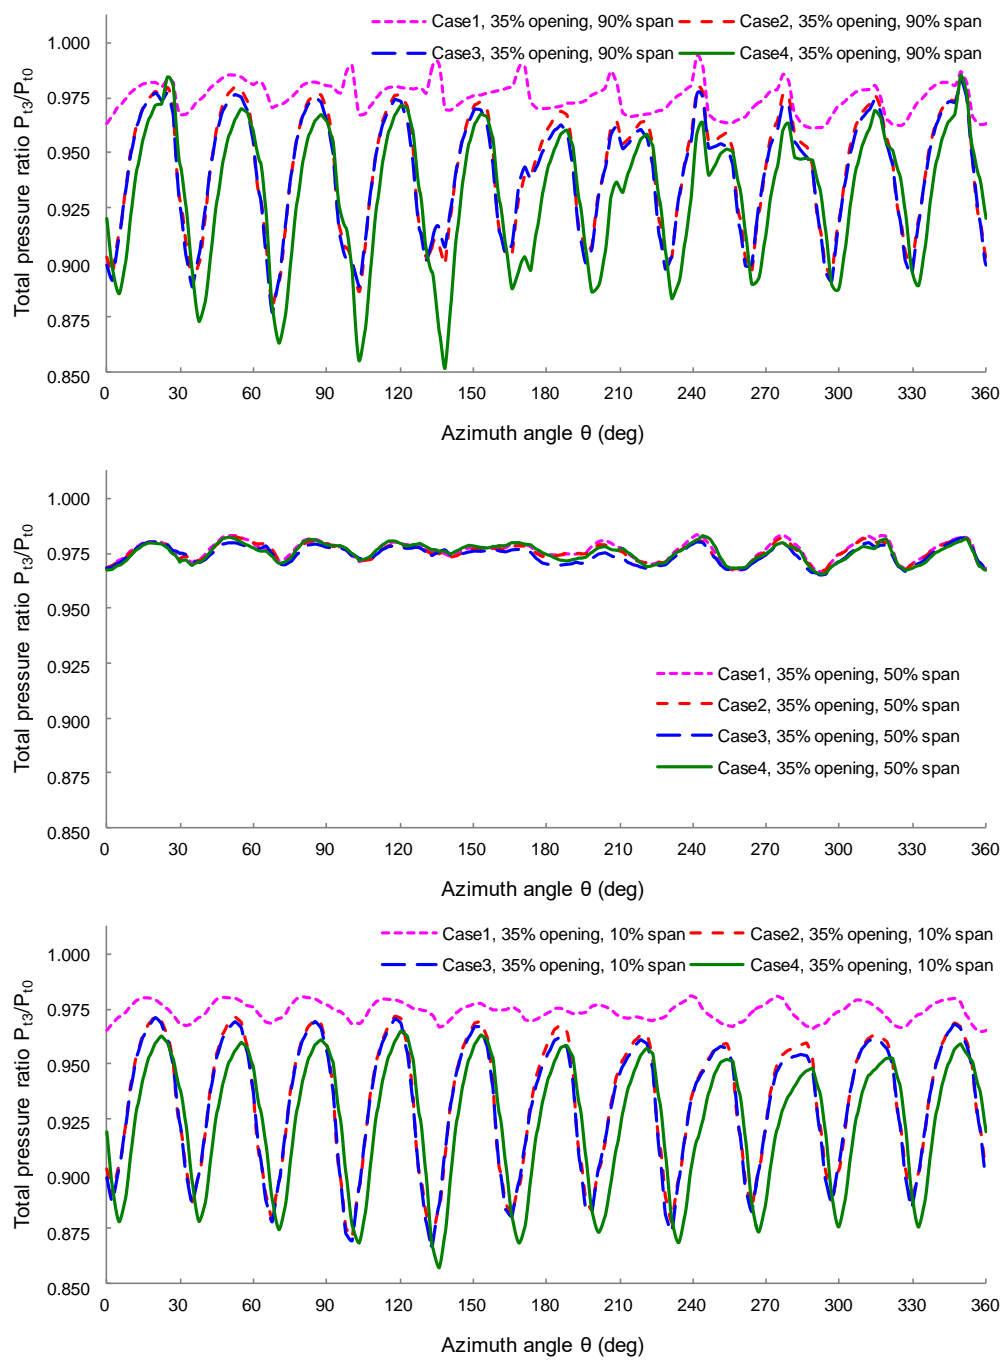 Case1, 35% opening, 90% span Case2, 35% opening, 90% span
Case3, 35% opening, 90% span Case4, 35% opening, 90% span
1.000
0.975
0.950
0.925
0.900
0.875
0.850
Total pressure ratio Pt3/Pt0
0 30 60 90 120 150 180 210 240 270 300 330 360
Azimuth angle θ (deg)
1.000
0.975
0.950
0.925
0.900
0.875
0.850
Total pressure ratio Pt3/Pt0
Case1, 35% opening, 50% span
Case2, 35% opening, 50% span
Case3, 35% opening, 50% span
Case4, 35% opening, 50% span
0 30 60 90 120 150 180 210 240 270 300 330 360
Azimuth angle θ (deg)
Case1, 35% opening, 10% span Case2, 35% opening, 10% span
Case3, 35% opening, 10% span Case4, 35% opening, 10% span
1.000
0.975
0.950
0.925
0.900
0.875
0.850
Total pressure ratio Pt3/Pt0
0 30 60 90 120 150 180 210 240 270 300 330 360
Azimuth angle θ (deg)